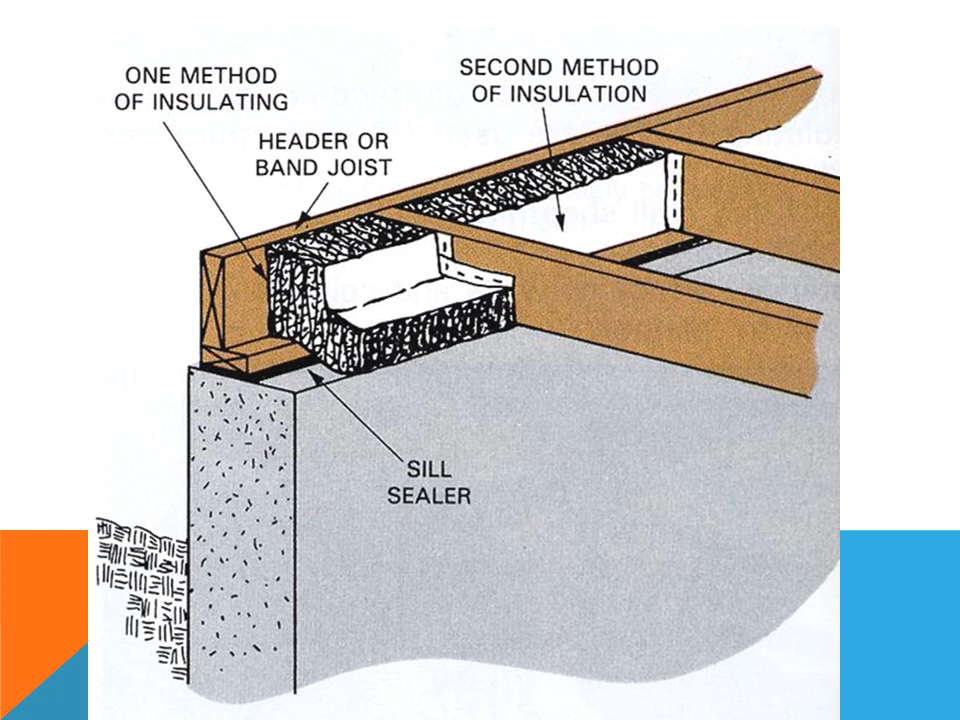 ONE METHOD
OF INSULATING
SECOND METHOD
OF INSULATION
HEADER OR
BAND JOIST
SILL
SEALER